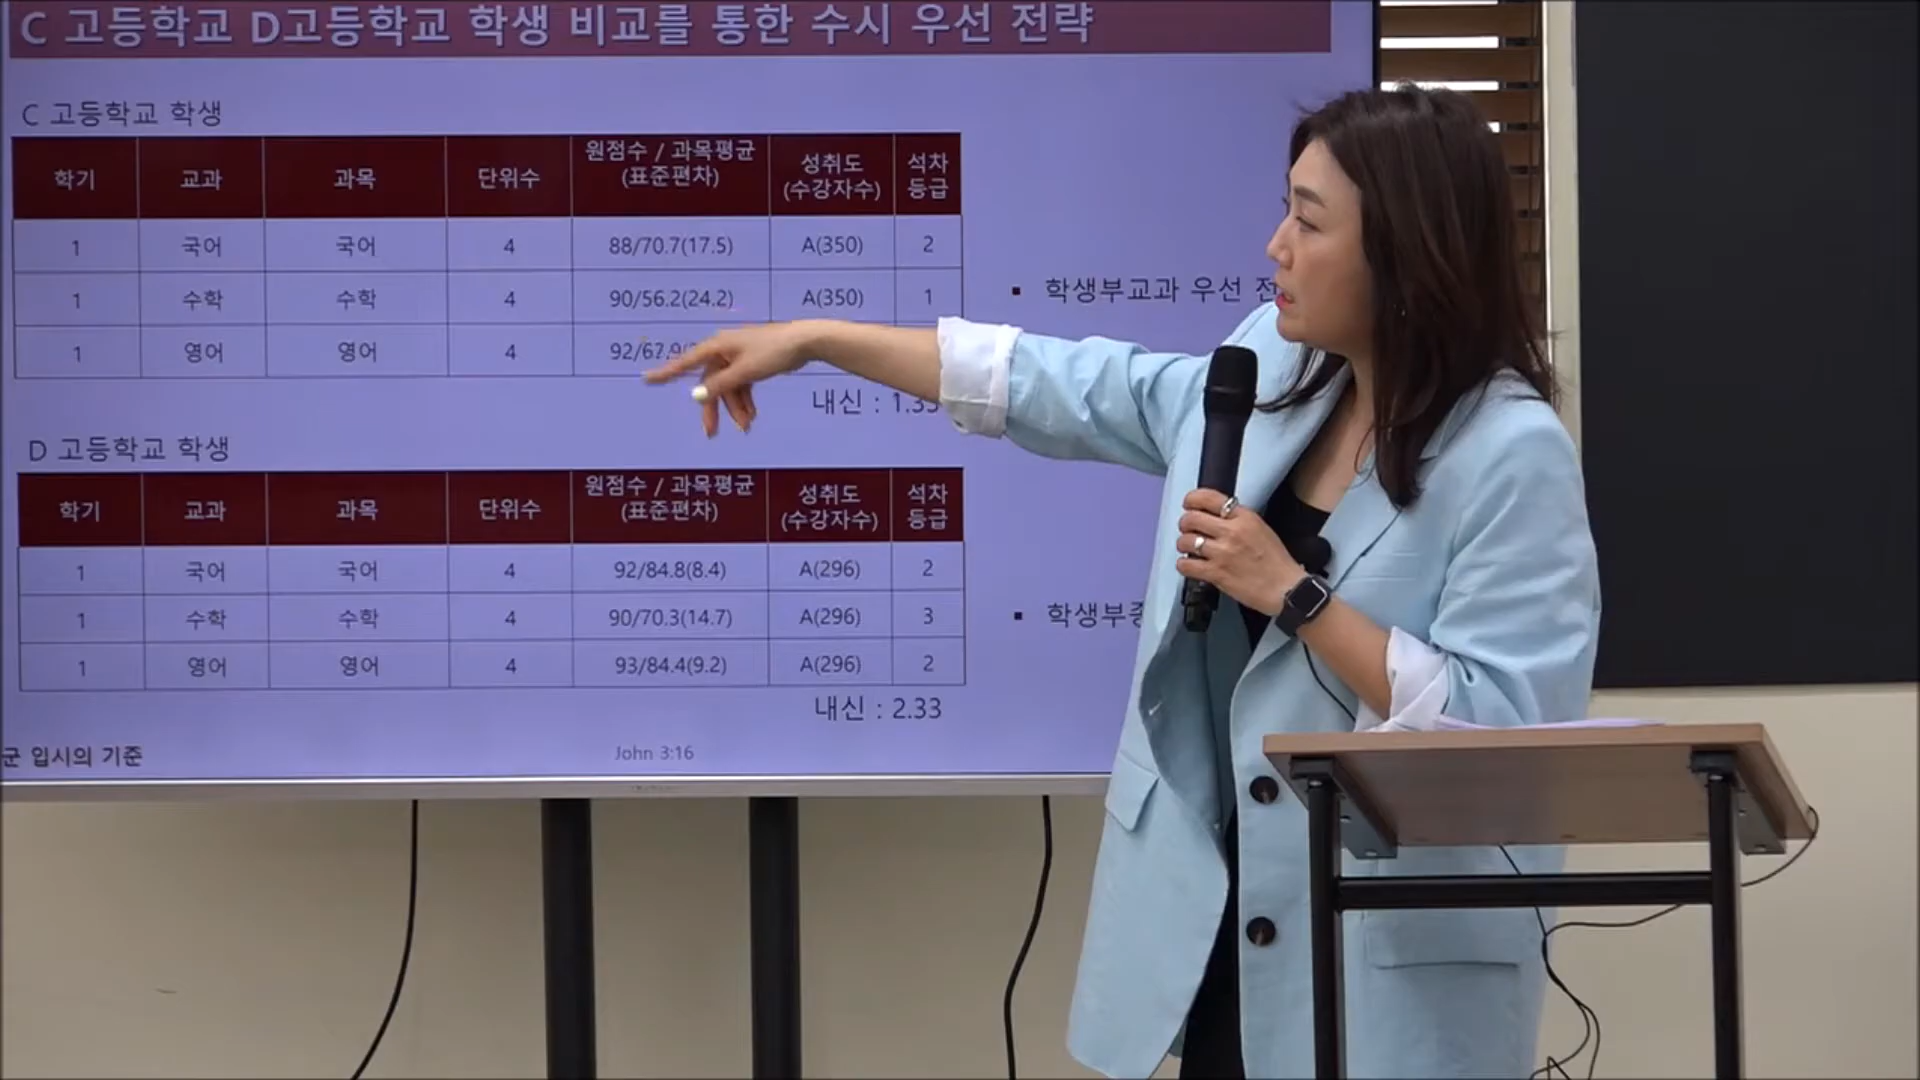 C 고등학교 D고등학교 학생 비교를 통한 수시 우선 전략
C 고등학교 학생
학기 교과 과목 단위수 원점수 / 과목평균 (표준편차) 성취도 (수강자수) 석차 등급
1 국어 국어 4 88/70.7(17.5) A(350) 2
1 수학 수학 4 90/56.2(24.2) A(350) 1
1 영어 영어 4 92/67.9(
내신 : 1.33
▪ 학생부교과 우선 전
D 고등학교 학생
학기 교과 과목 단위수 원점수 / 과목평균 (표준편차) 성취도 (수강자수) 석차 등급
1 국어 국어 4 92/84.8(8.4) A(296) 2
1 수학 수학 4 90/70.3(14.7) A(296) 3
1 영어 영어 4 93/84.4(9.2) A(296) 2
내신 : 2.33
▪ 학생부종
군 입시의 기준
John 3:16